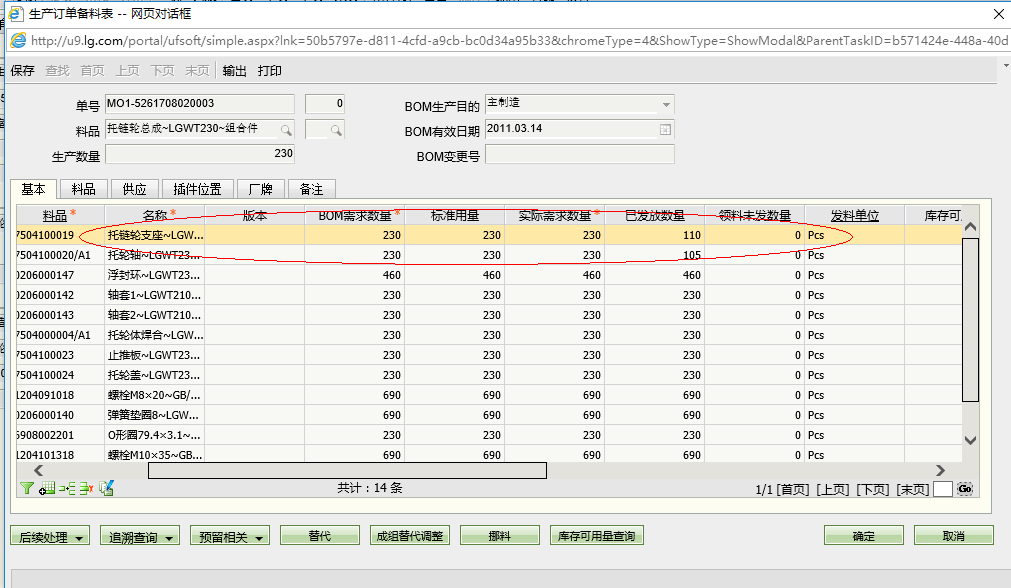 生产订单备料表 -- 网页对话框
http://u9.lg.com/portal/ufsoft/simple.aspx?lnk=50b5797e-d811-4cfd-a9cb-bc0d34a95b33&chromeType=4&ShowType=ShowModal&ParentTaskID=b571424e-448a-40d
保存 查找 首页 上页 下页 末页 输出 打印
单号 MO1-5261708020003 0 BOM生产目的 主制造
料品 托链轮总成~LGWT230~组合件 BOM有效日期 2011.03.14
生产数量 230 BOM变更号
基本 料品 供应 插件位置 厂牌 备注
料品* 名称* 版本 BOM需求数量* 标准用量 实际需求数量* 已发放数量 领料未发数量 发料单位 库存可
7504100019 托链轮支座~LGW... 230 230 230 110 0 Pcs
7504100020/A1 托轮轴~LGWT23... 230 230 230 105 0 Pcs
0206000147 浮封环~LGWT23... 460 460 460 460 0 Pcs
0206000142 轴套1~LGWT210... 230 230 230 230 0 Pcs
0206000143 轴套2~LGWT210... 230 230 230 230 0 Pcs
7504000004/A1 托轮体焊合~LGW... 230 230 230 230 0 Pcs
7504100023 止推板~LGWT23... 230 230 230 230 0 Pcs
7504100024 托轮盖~LGWT23... 230 230 230 230 0 Pcs
1204091018 螺栓M8×20~GB/... 690 690 690 690 0 Pcs
0206000140 弹簧垫圈8~LGW... 690 690 690 690 0 Pcs
5908002201 O形圈79.4×3.1~... 230 230 230 230 0 Pcs
1204101318 螺栓M10×35~GB... 690 690 690 690 0 Pcs
共计：14 条 1/1 [首页] [上页] [下页] [末页] Go
后续处理 追溯查询 预留相关 替代 成组替代调整 挪料 库存可用量查询 确定 取消